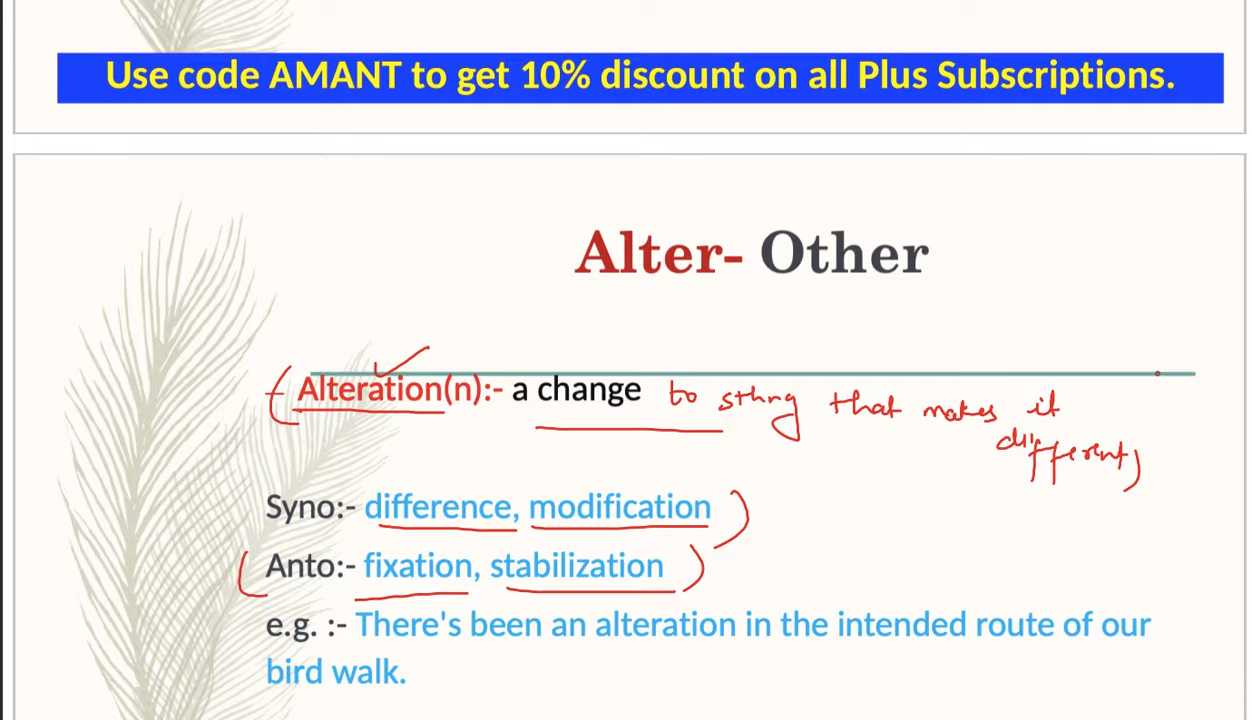 Use code AMANT to get 10% discount on all Plus Subscriptions.
Alter- Other
Alteration(n):- a change to sthng that makes it
different)
Syno:- difference, modification
Anto:- fixation, stabilization
e.g. :- There's been an alteration in the intended route of our
bird walk.